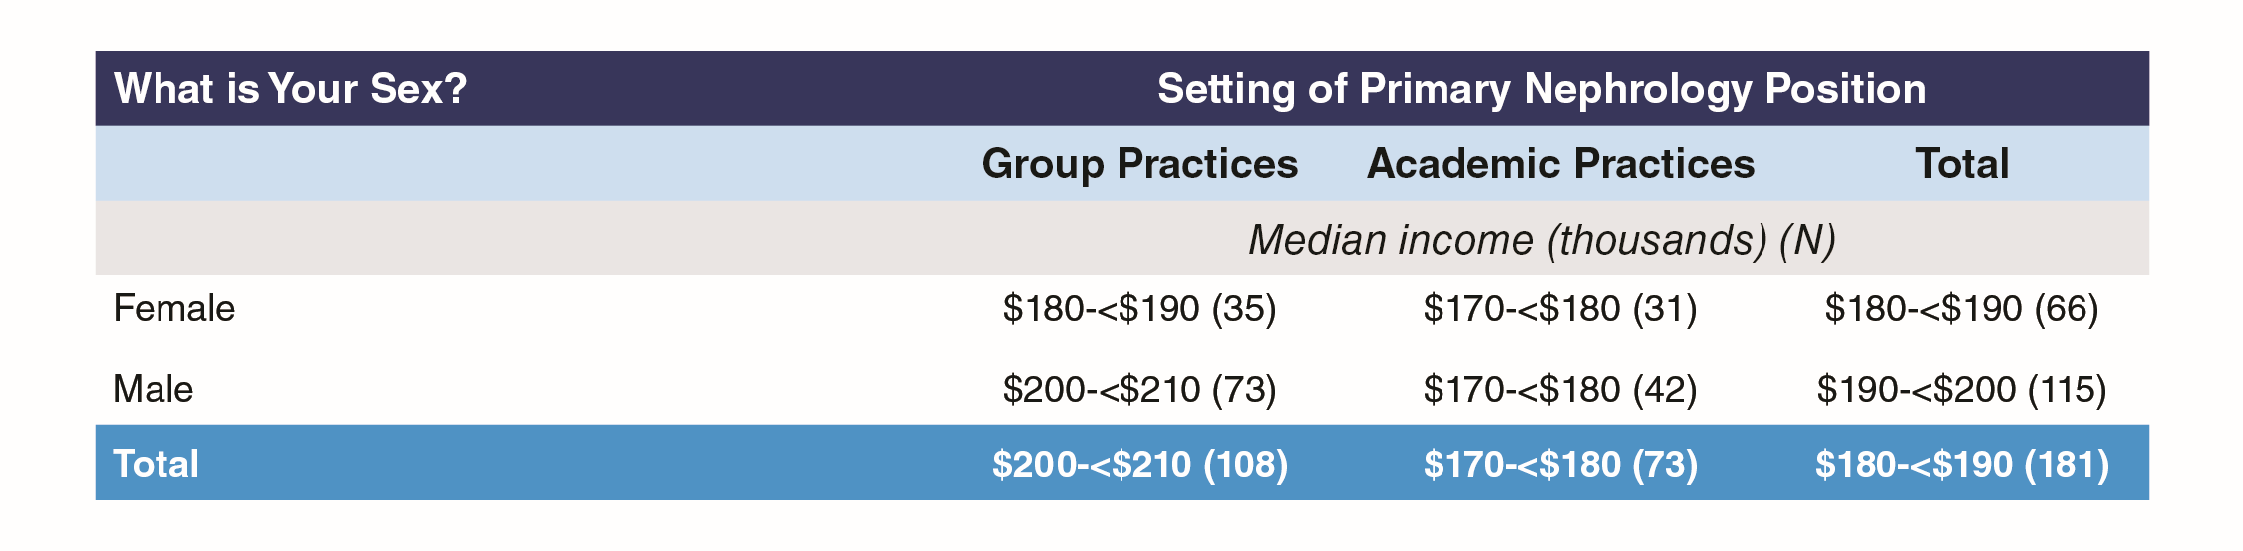 What is Your Sex? Setting of Primary Nephrology Position
Group Practices Academic Practices Total
Median income (thousands) (N)
Female $180-<$190 (35) $170-<$180 (31) $180-<$190 (66)
Male $200-<$210 (73) $170-<$180 (42) $190-<$200 (115)
Total $200-<$210 (108) $170-<$180 (73) $180-<$190 (181)